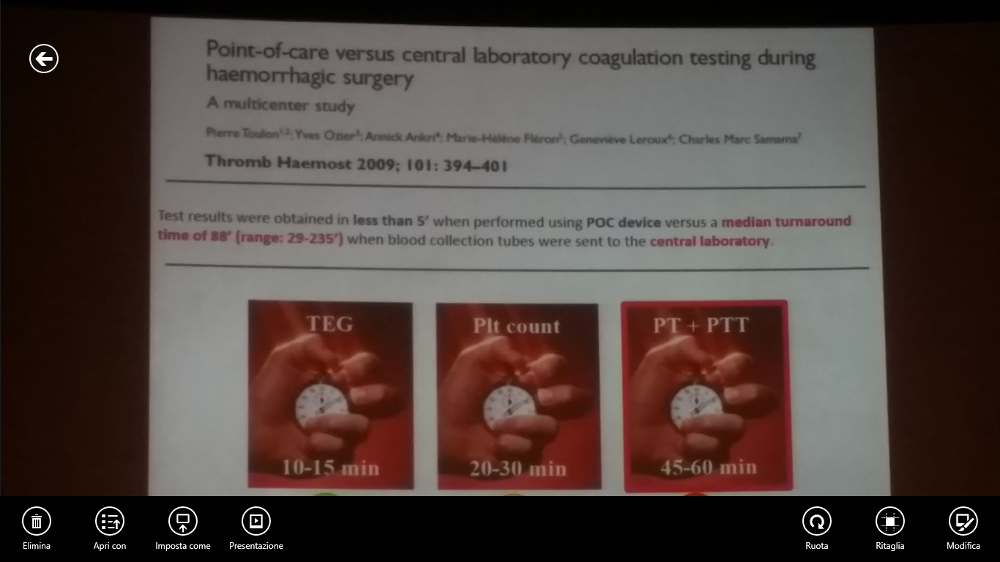 Point-of-care versus central laboratory coagulation testing during
haemorrhagic surgery
A multicenter study
Pierre Toulon1,2; Yves Ozier3; Annick Ankri4; Marie-Hélène Fléron5; Geneviève Leroux6; Charles Marc Samama7
Thromb Haemost 2009; 101: 394–401
Test results were obtained in less than 5’ when performed using POC device versus a median turnaround
time of 88’ (range: 29-235’) when blood collection tubes were sent to the central laboratory.
TEG
10-15 min
Plt count
20-30 min
PT + PTT
45-60 min
Elimina
Apri con
Imposta come
Presentazione
Ruota
Ritaglia
Modifica